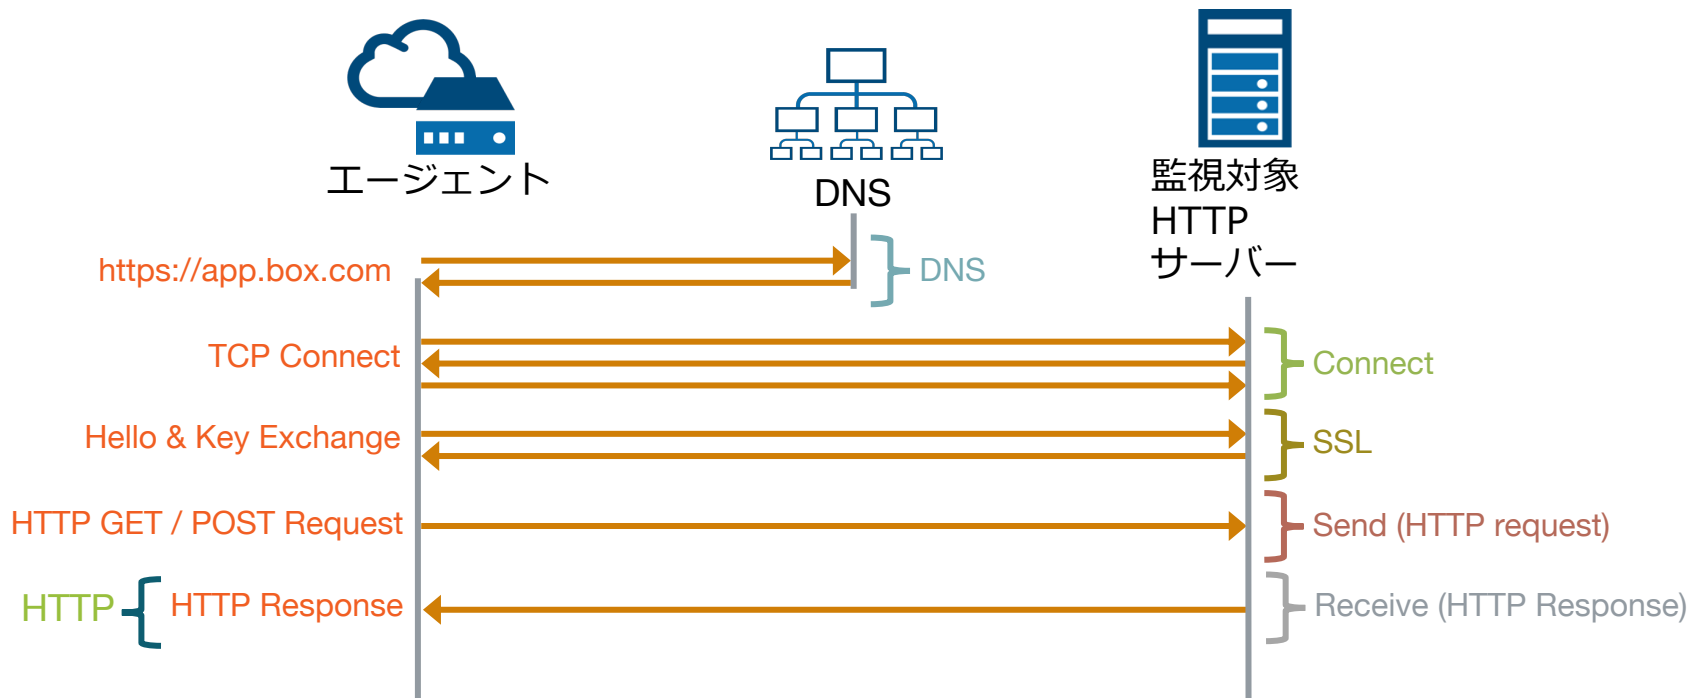 エージェント
DNS
監視対象
HTTP
サーバー
https://app.box.com
DNS
TCP Connect
Connect
Hello & Key Exchange
SSL
HTTP GET / POST Request
Send (HTTP request)
HTTP
HTTP Response
Receive (HTTP Response)